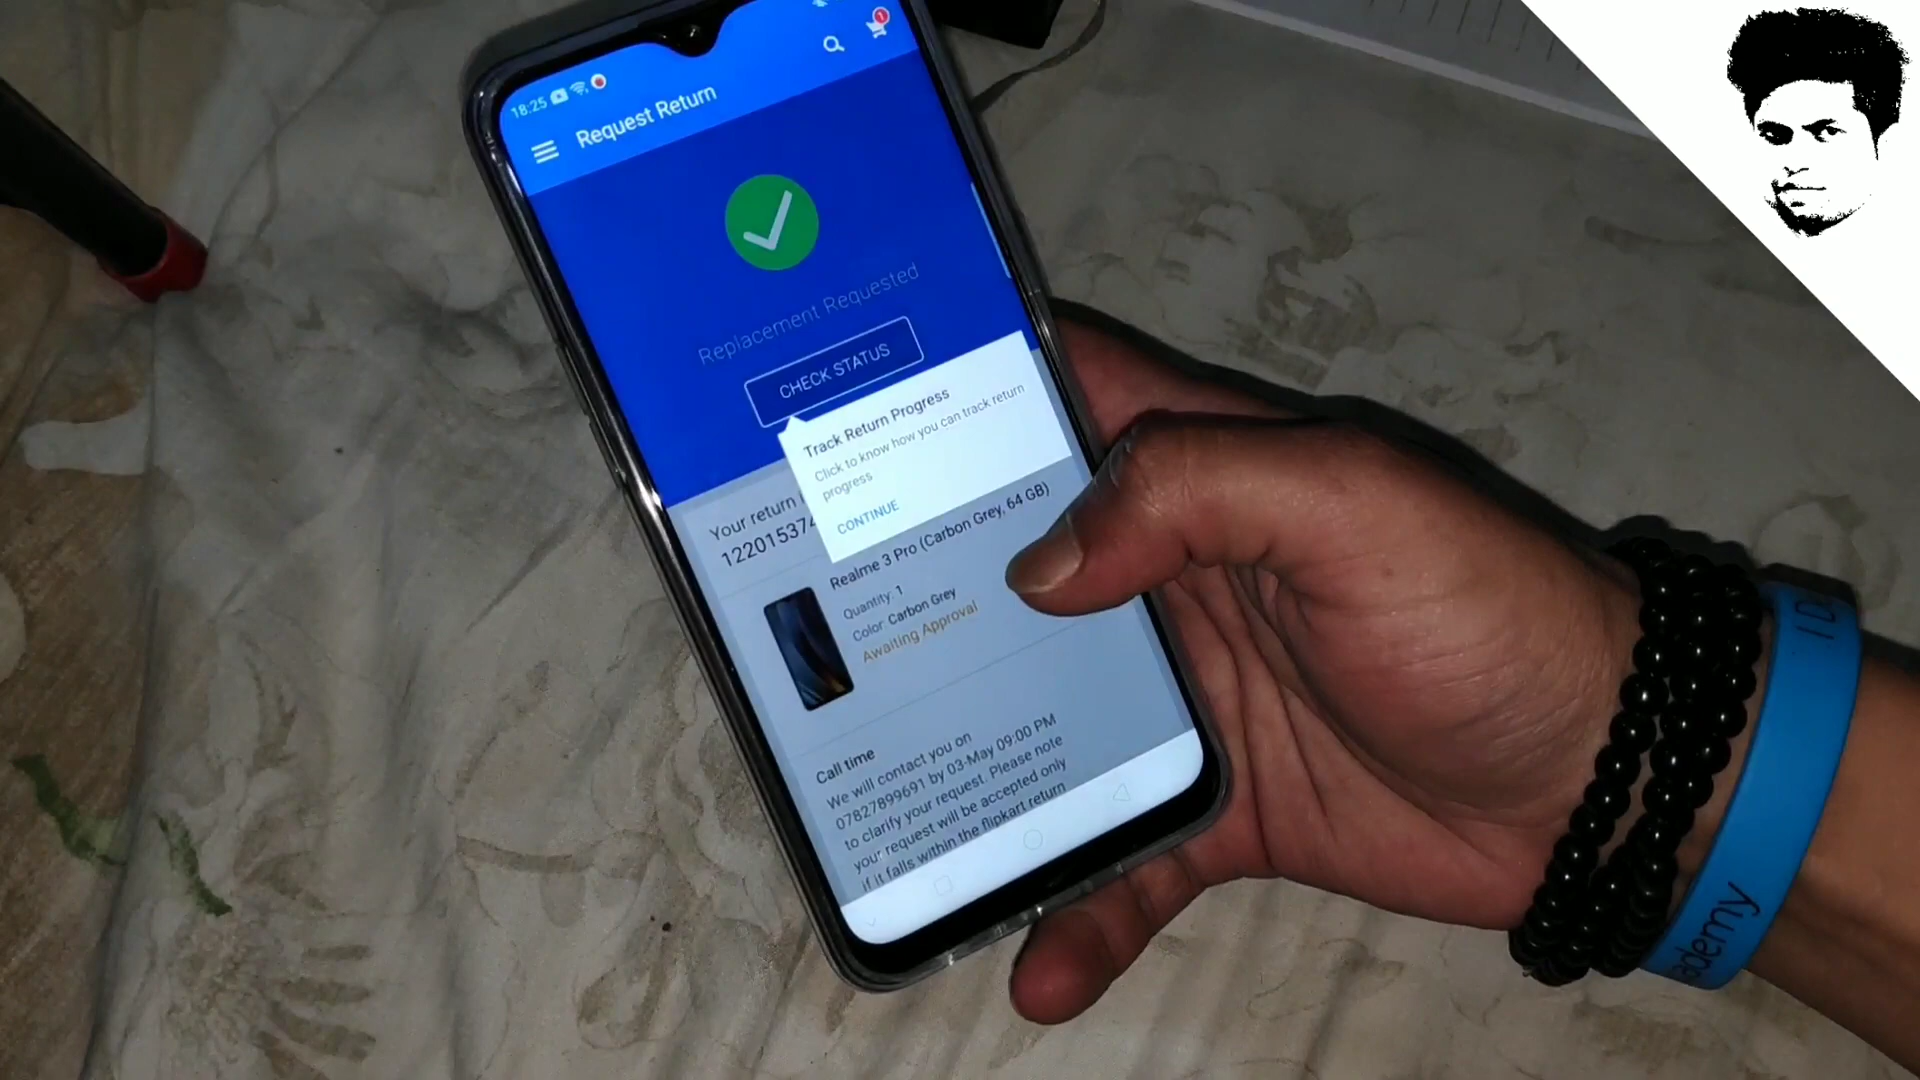 18:25
1
Request Return
Replacement Requested
CHECK STATUS
Track Return Progress
Click to know how you can track return
progress
CONTINUE
Your return
12201537
Realme 3 Pro (Carbon Grey, 64 GB)
Quantity: 1
Color: Carbon Grey
Awaiting Approval
Call time
We will contact you on
07827899691 by 03-May 09:00 PM
to clarify your request. Please note
your request will be accepted only
if it falls within the flipkart return
ademy